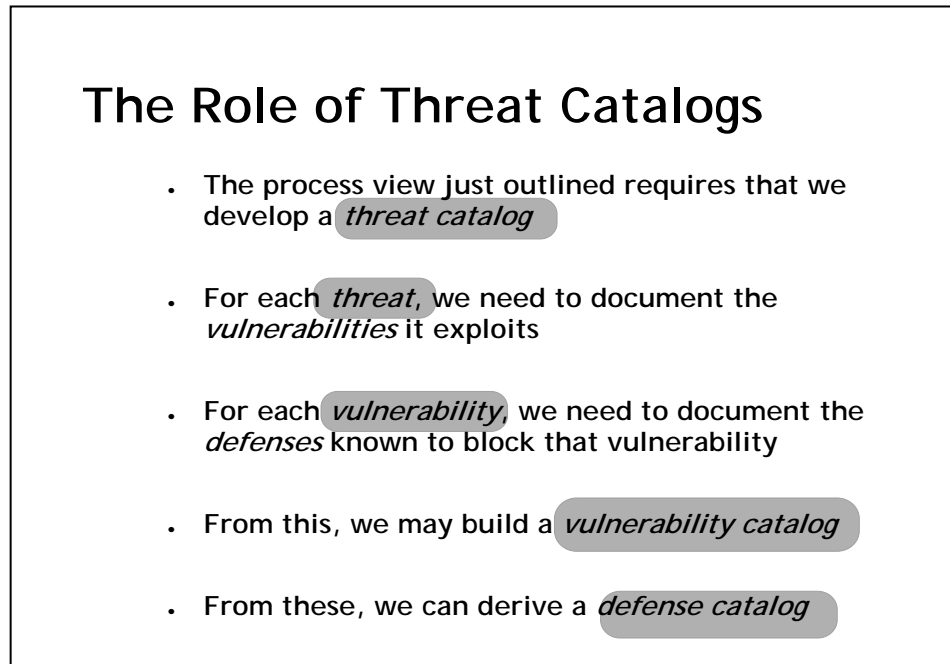 The Role of Threat Catalogs
. The process view just outlined requires that we
develop a threat catalog
. For each threat, we need to document the
vulnerabilities it exploits
. For each vulnerability, we need to document the
defenses known to block that vulnerability
. From this, we may build a vulnerability catalog
. From these, we can derive a defense catalog